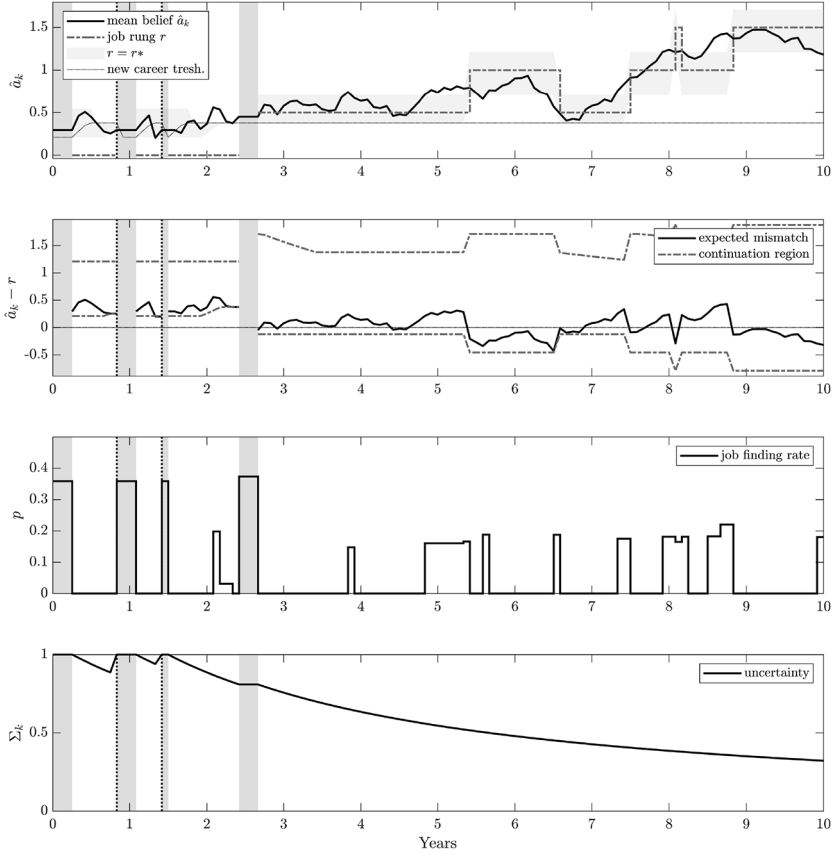 1.5
1
0.5
0
â_k
mean belief â_k
job rung r
r = r*
new career tresh.
0 1 2 3 4 5 6 7 8 9 10
1.5
1
0.5
0
-0.5
â_k − r
expected mismatch
continuation region
0 1 2 3 4 5 6 7 8 9 10
0.4
0.3
0.2
0.1
0
p
job finding rate
0 1 2 3 4 5 6 7 8 9 10
1
0.5
0
Σ_k
uncertainty
0 1 2 3 4 5 6 7 8 9 10
Years